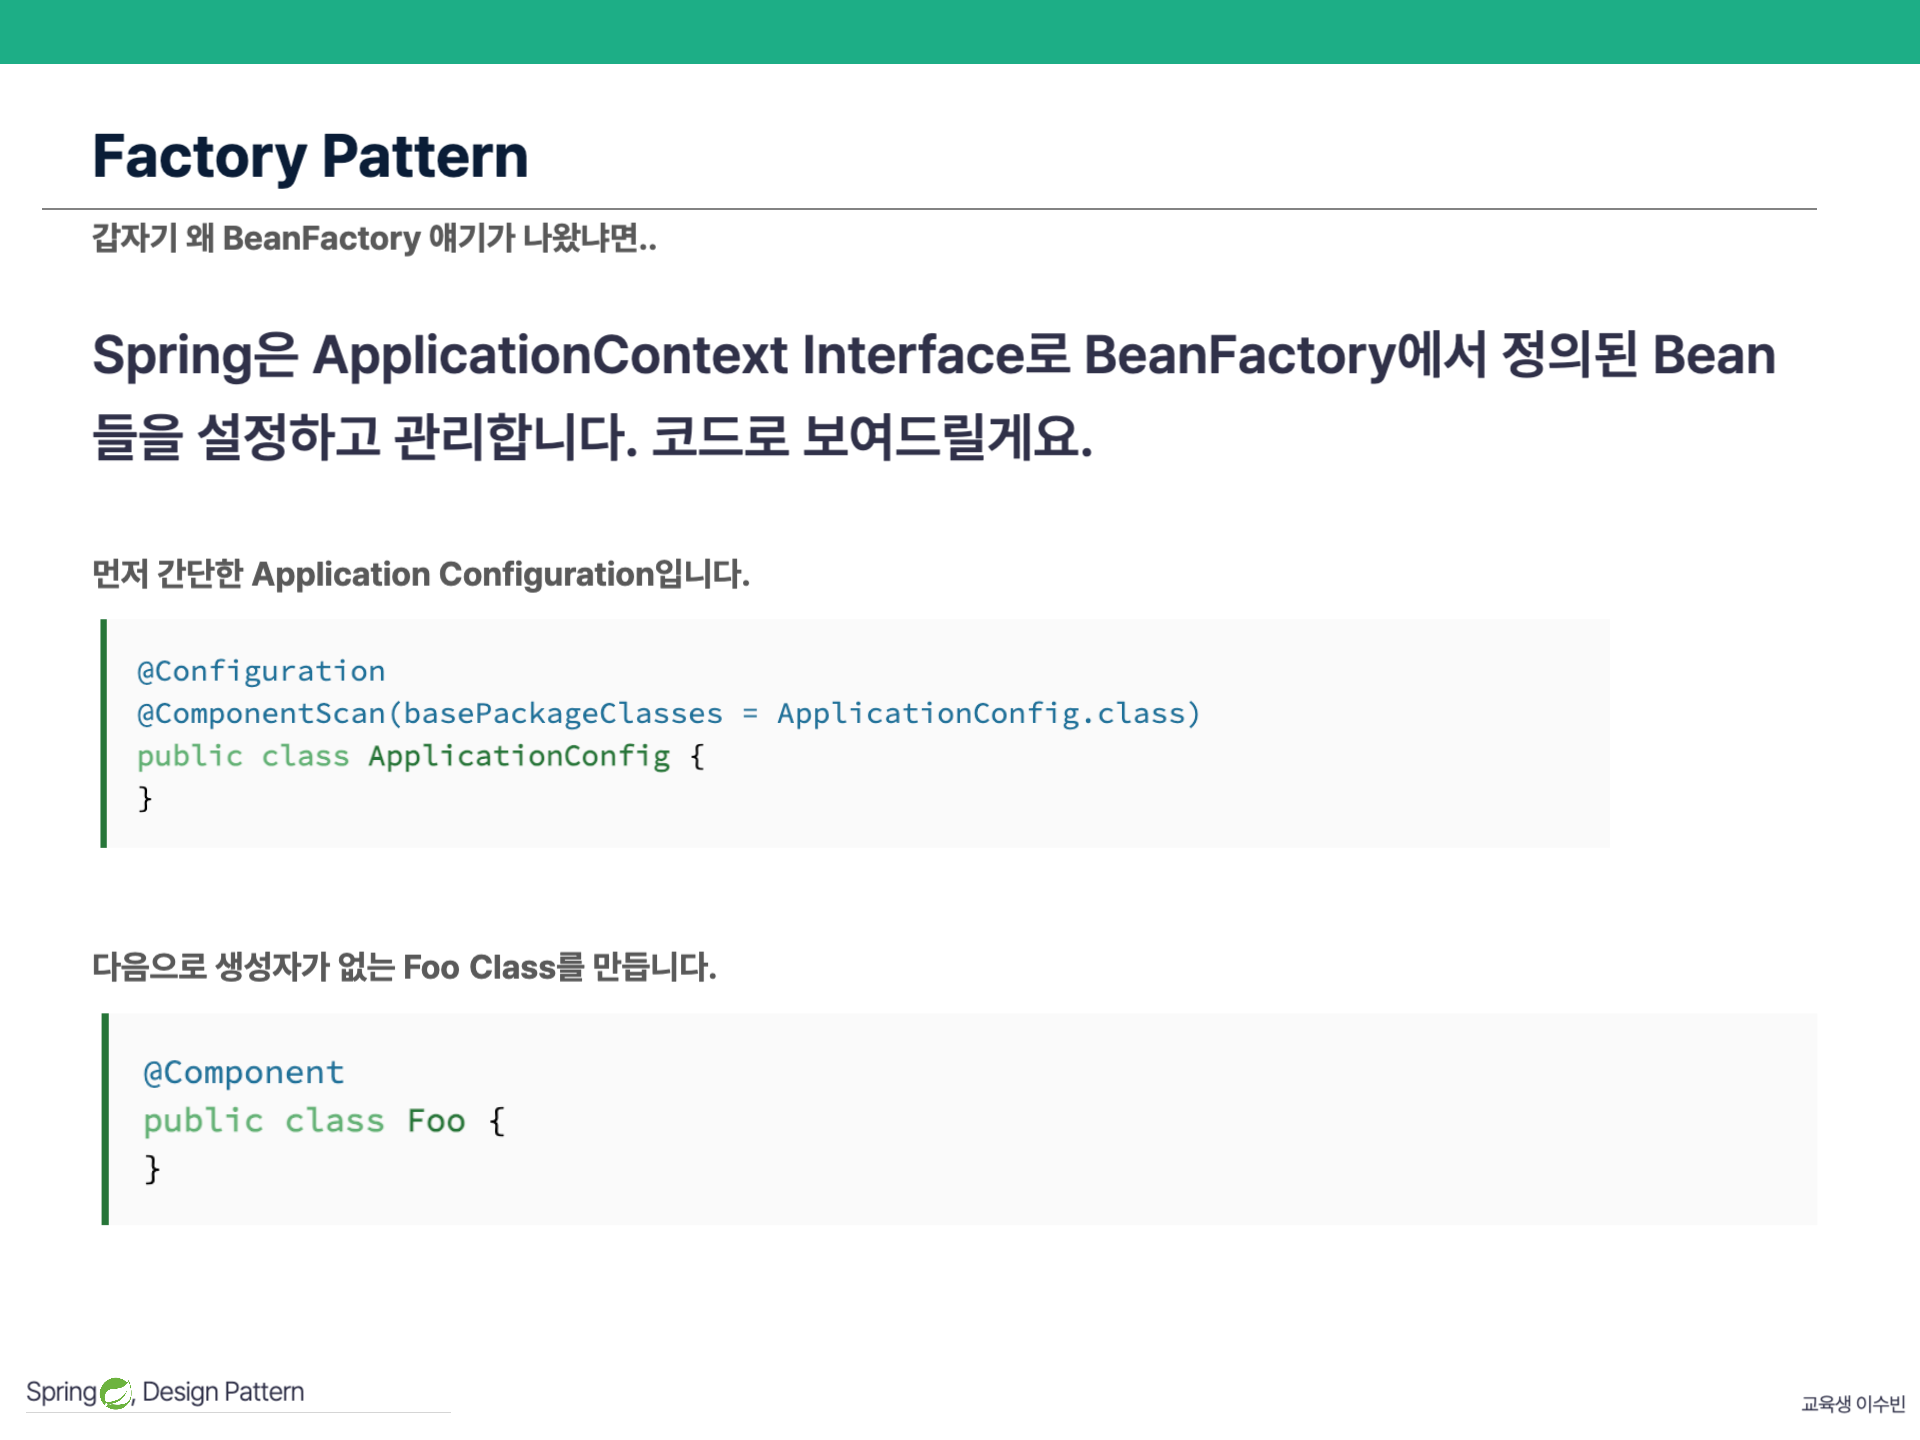 Factory Pattern
갑자기 왜 BeanFactory 얘기가 나왔냐면..
Spring은 ApplicationContext Interface로 BeanFactory에서 정의된 Bean
들을 설정하고 관리합니다. 코드로 보여드릴게요.
먼저 간단한 Application Configuration입니다.
@Configuration
@ComponentScan(basePackageClasses = ApplicationConfig.class)
public class ApplicationConfig {
}
다음으로 생성자가 없는 Foo Class를 만듭니다.
@Component
public class Foo {
}
Spring, Design Pattern
교육생 이수빈